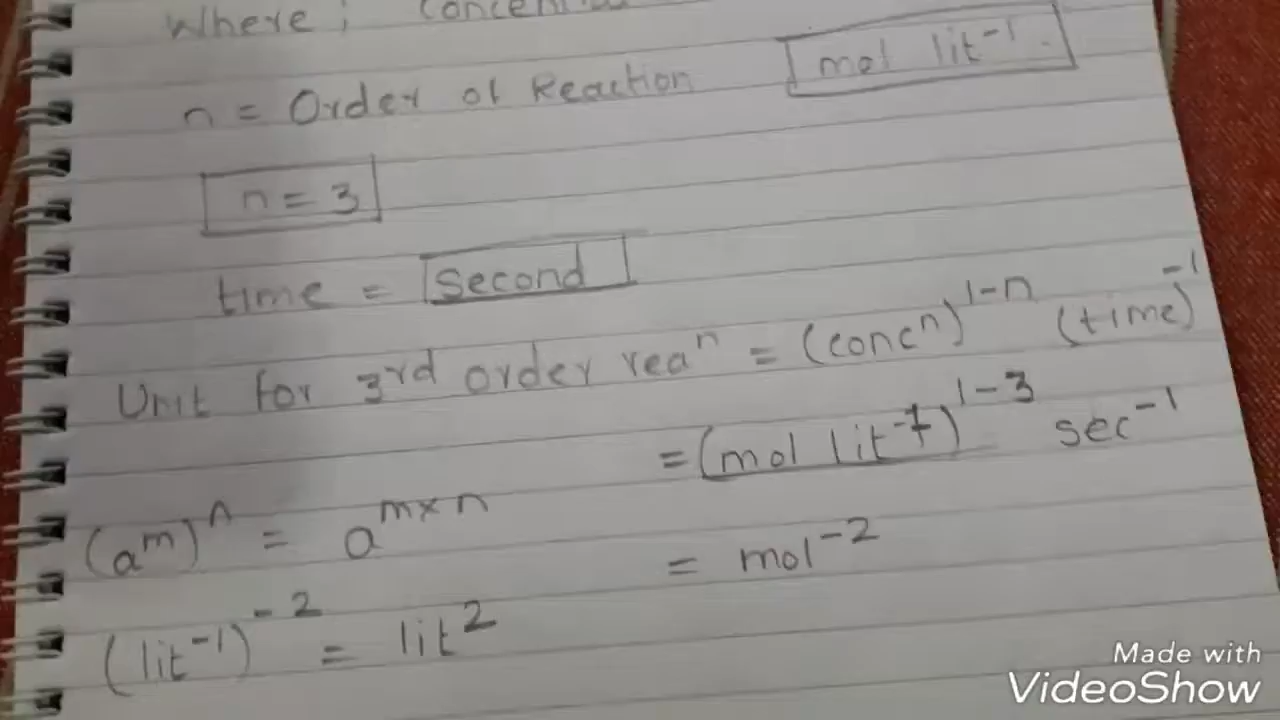 Where ;
n = Order of Reaction
mol lit⁻¹.
n = 3
time = second
Unit for 3rd order reaⁿ = (concⁿ)¹⁻ⁿ (time)⁻¹
= (mol lit⁻¹)¹⁻³ sec⁻¹
(aᵐ)ⁿ = aᵐˣⁿ
= mol⁻²
(lit⁻¹)⁻² = lit²
Made with
VideoShow